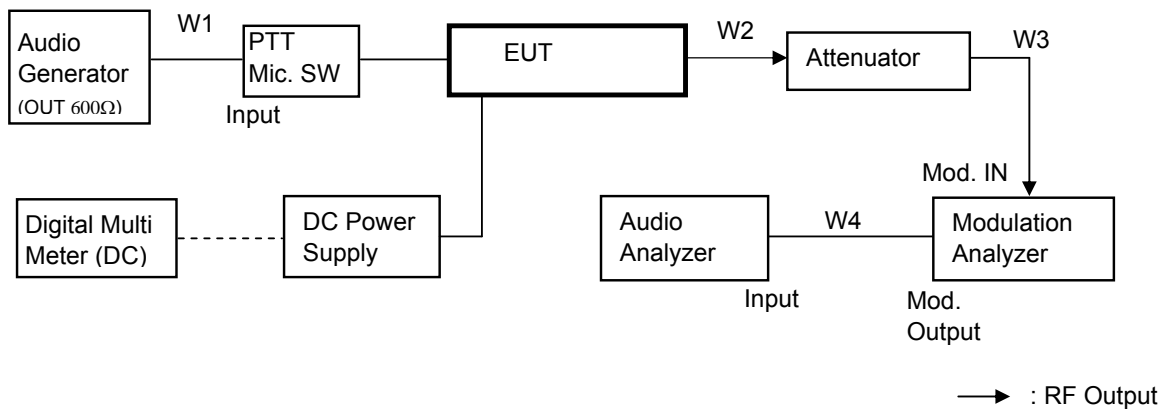 Audio
Generator
(OUT 600Ω)
W1
PTT
Mic. SW
Input
EUT
W2
Attenuator
W3
Mod. IN
Digital Multi
Meter (DC)
DC Power
Supply
Audio
Analyzer
Input
W4
Modulation
Analyzer
Mod.
Output
: RF Output